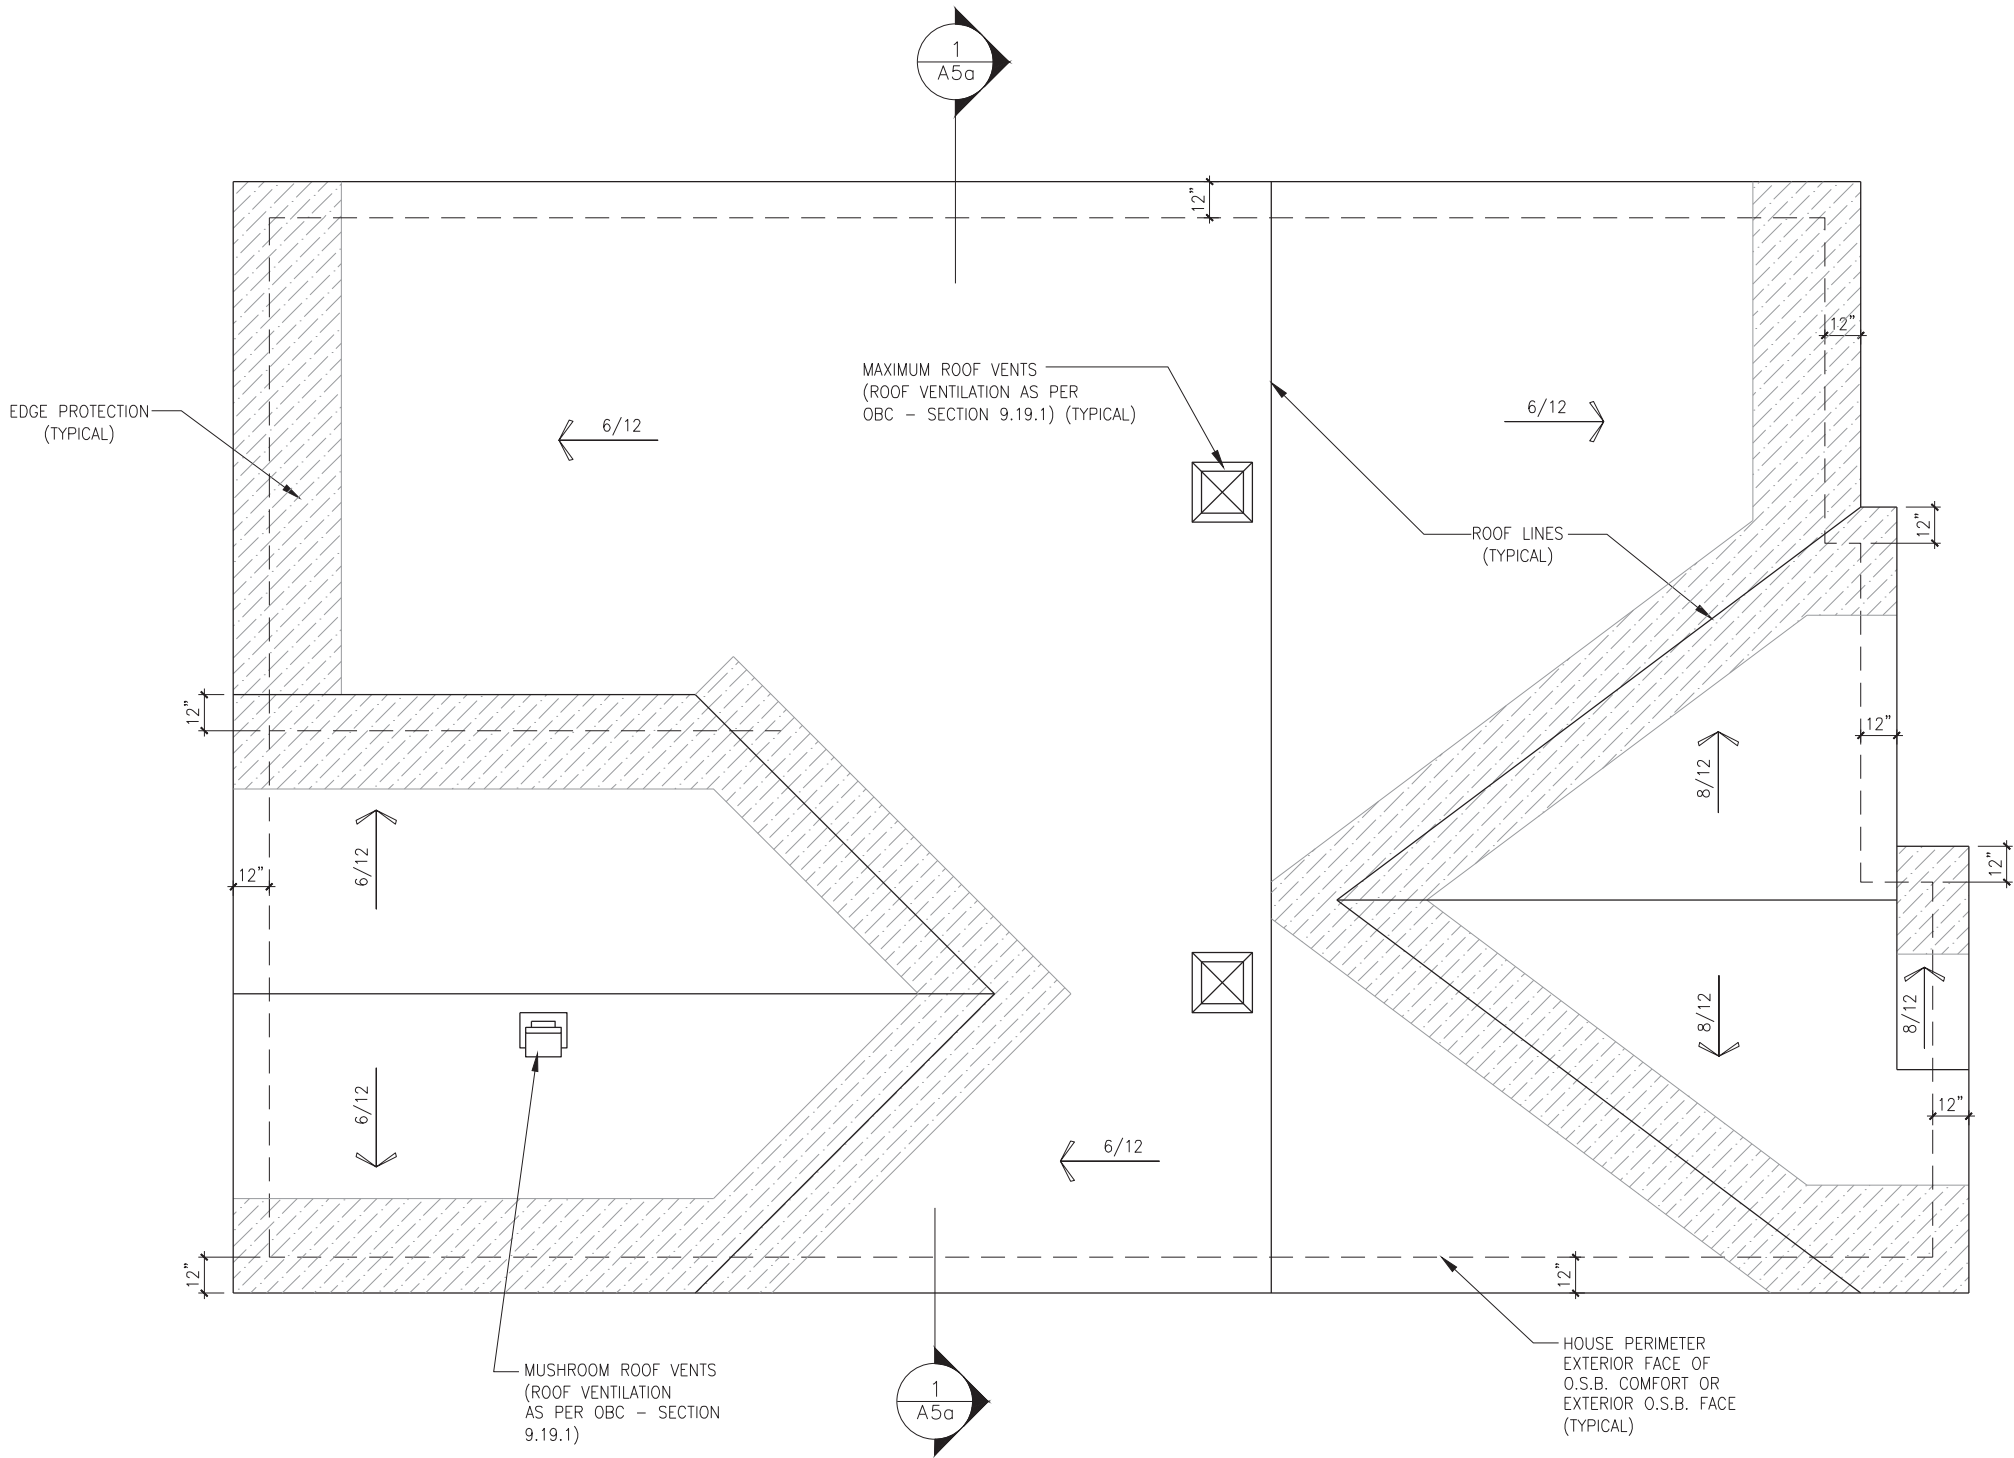 1
A5a
12"
12"
MAXIMUM ROOF VENTS
(ROOF VENTILATION AS PER
OBC – SECTION 9.19.1) (TYPICAL)
EDGE PROTECTION
(TYPICAL)
6/12
6/12
ROOF LINES
(TYPICAL)
12"
12"
12"
8/12
6/12
12"
12"
8/12
8/12
6/12
12"
6/12
12"
12"
MUSHROOM ROOF VENTS
(ROOF VENTILATION
AS PER OBC – SECTION
9.19.1)
1
A5a
HOUSE PERIMETER
EXTERIOR FACE OF
O.S.B. COMFORT OR
EXTERIOR O.S.B. FACE
(TYPICAL)